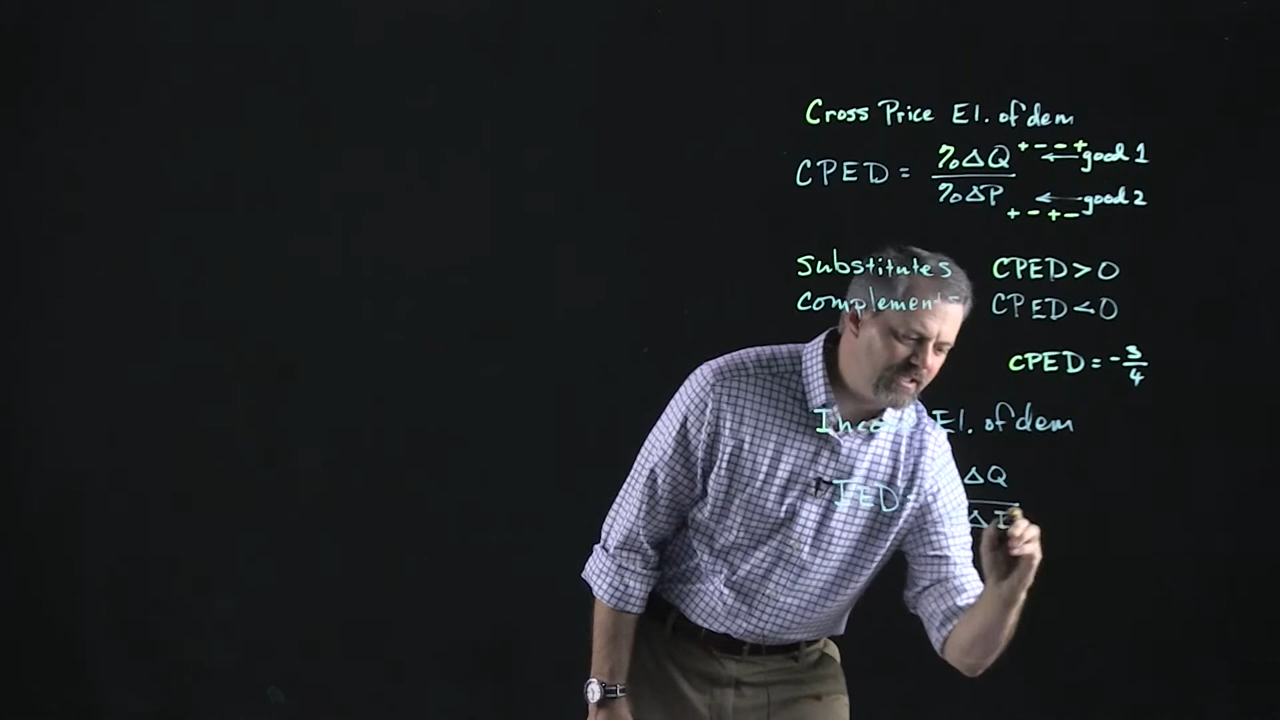 Cross Price El. of dem
CPED = %ΔQ + - - + ← good 1
%ΔP ← good 2
+ - + -
Substitutes CPED > 0
Complements CPED < 0
CPED = - 3/4
El. of dem
IED = ΔQ
Δ I